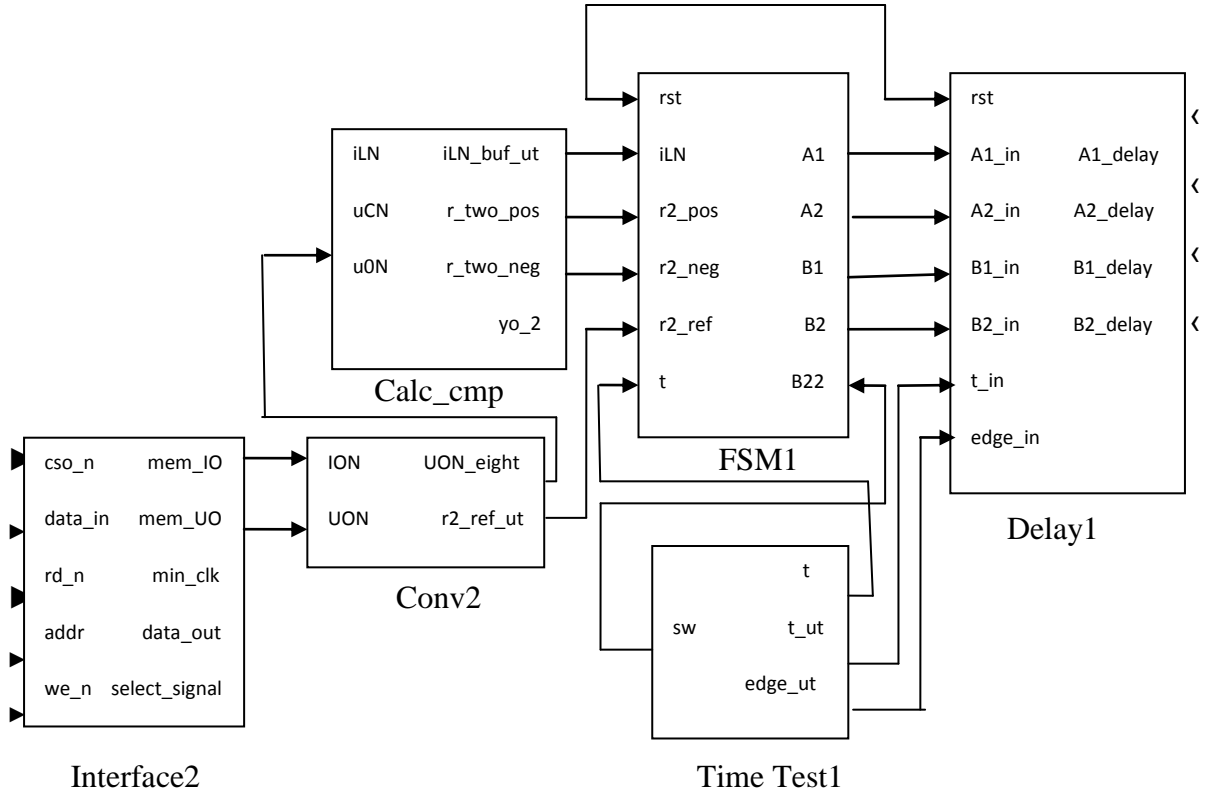 rst
iLN A1
r2_pos A2
r2_neg B1
r2_ref B2
t B22
FSM1
rst
A1_in A1_delay
A2_in A2_delay
B1_in B1_delay
B2_in B2_delay
t_in
edge_in
Delay1
iLN iLN_buf_ut
uCN r_two_pos
u0N r_two_neg
yo_2
Calc_cmp
cso_n mem_IO
data_in mem_UO
rd_n min_clk
addr data_out
we_n select_signal
Interface2
ION UON_eight
UON r2_ref_ut
Conv2
t
sw t_ut
edge_ut
Time Test1